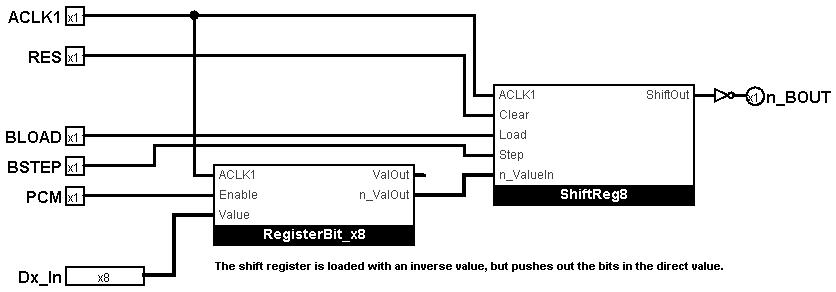 ACLK1 x1
RES x1
ACLK1 ShiftOut x1 n_BOUT
Clear
BLOAD x1 Load
BSTEP x1 Step
ACLK1 ValOut n_ValueIn
PCM x1 Enable n_ValOut ShiftReg8
Value
RegisterBit_x8
Dx_In x8
The shift register is loaded with an inverse value, but pushes out the bits in the direct value.